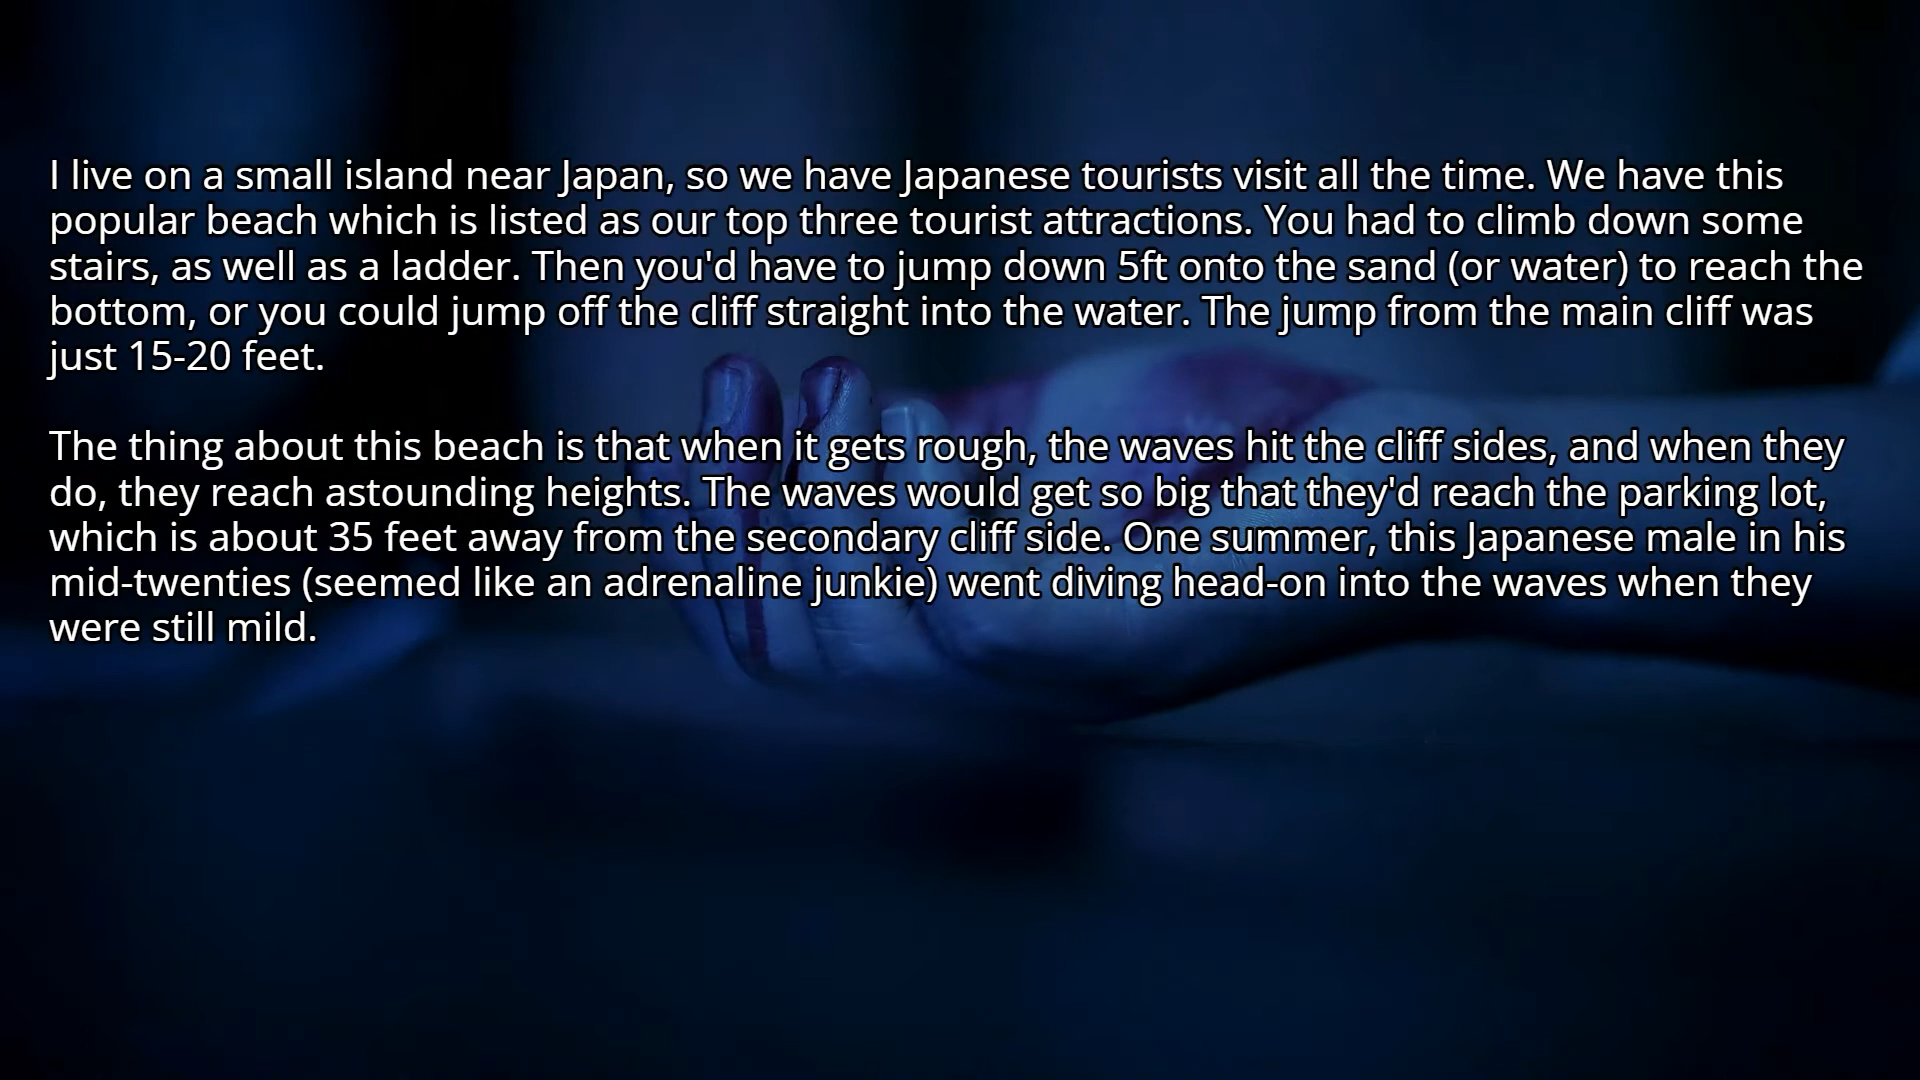 I live on a small island near Japan, so we have Japanese tourists visit all the time. We have this
popular beach which is listed as our top three tourist attractions. You had to climb down some
stairs, as well as a ladder. Then you'd have to jump down 5ft onto the sand (or water) to reach the
bottom, or you could jump off the cliff straight into the water. The jump from the main cliff was
just 15-20 feet.
The thing about this beach is that when it gets rough, the waves hit the cliff sides, and when they
do, they reach astounding heights. The waves would get so big that they'd reach the parking lot,
which is about 35 feet away from the secondary cliff side. One summer, this Japanese male in his
mid-twenties (seemed like an adrenaline junkie) went diving head-on into the waves when they
were still mild.